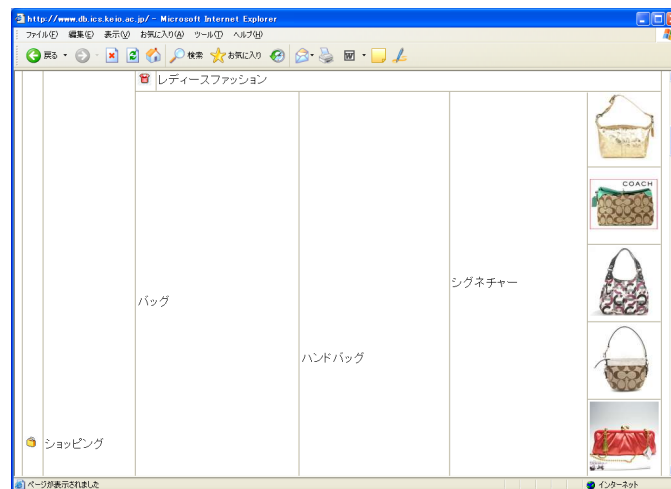 http://www.db.ics.keio.ac.jp/ - Microsoft Internet Explorer
ファイル(F) 編集(E) 表示(V) お気に入り(A) ツール(T) ヘルプ(H)
戻る 検索 お気に入り
レディースファッション
COACH
シグネチャー
バッグ
ハンドバッグ
ショッピング
ページが表示されました インターネット